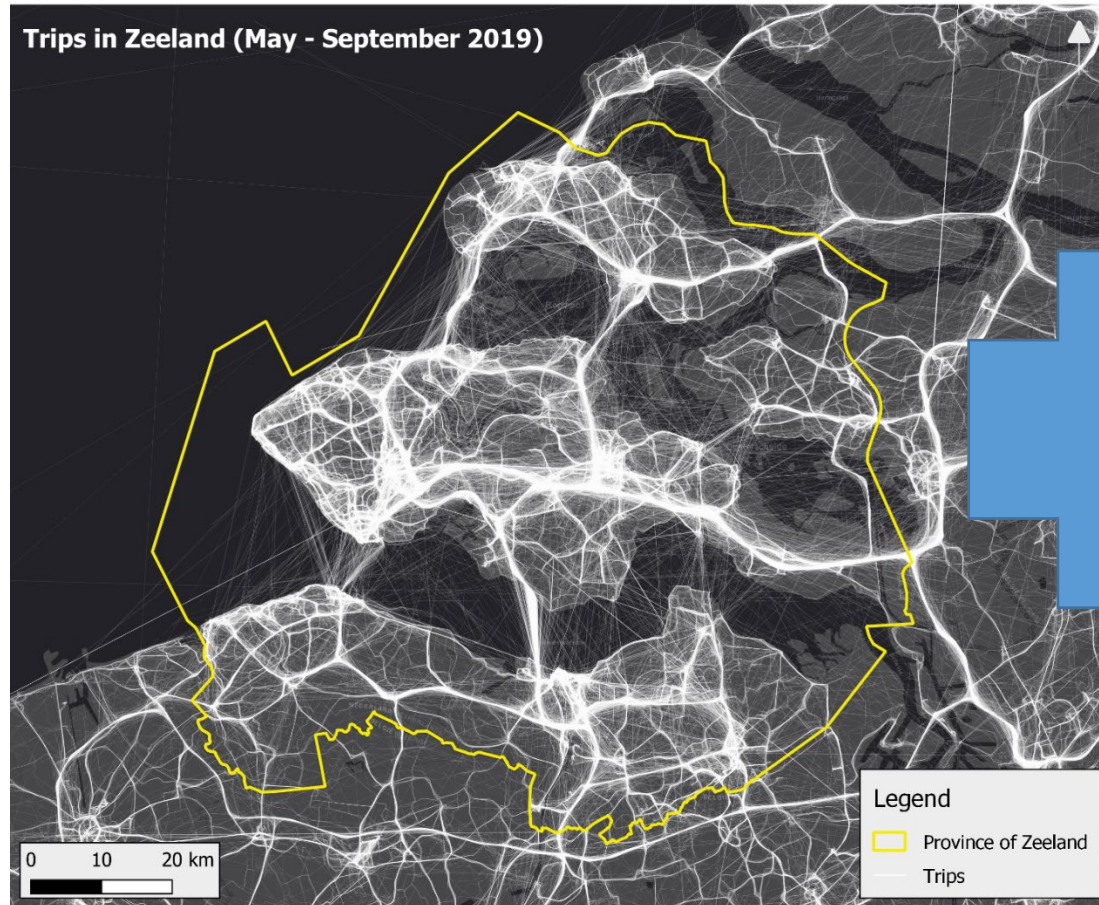 Trips in Zeeland (May - September 2019)
Legend
Province of Zeeland
Trips
0 10 20 km